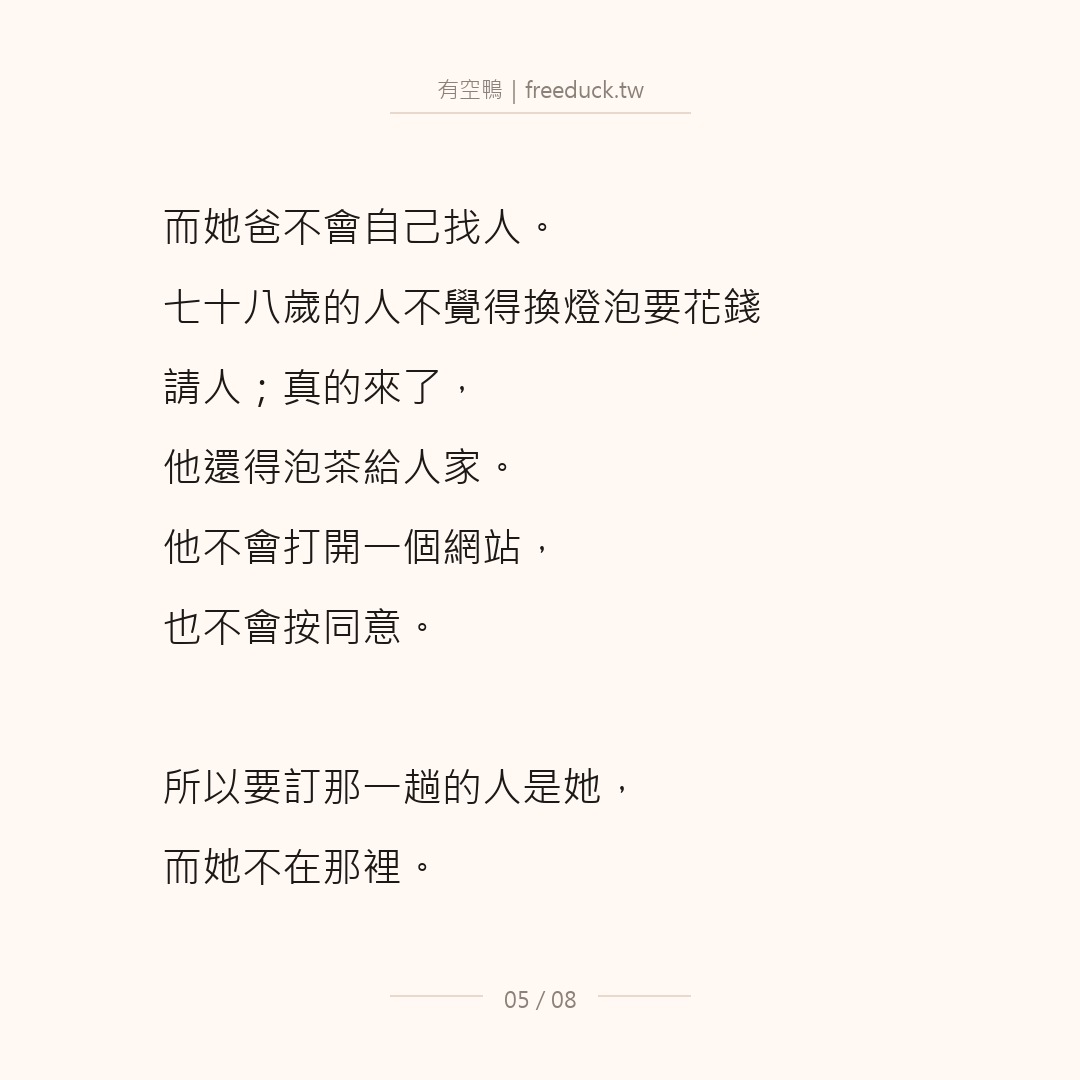 有空鴨｜freeduck.tw
而她爸不會自己找人。
七十八歲的人不覺得換燈泡要花錢
請人；真的來了，
他還得泡茶給人家。
他不會打開一個網站，
也不會按同意。
所以要訂那一趟的人是她，
而她不在那裡。
05 / 08